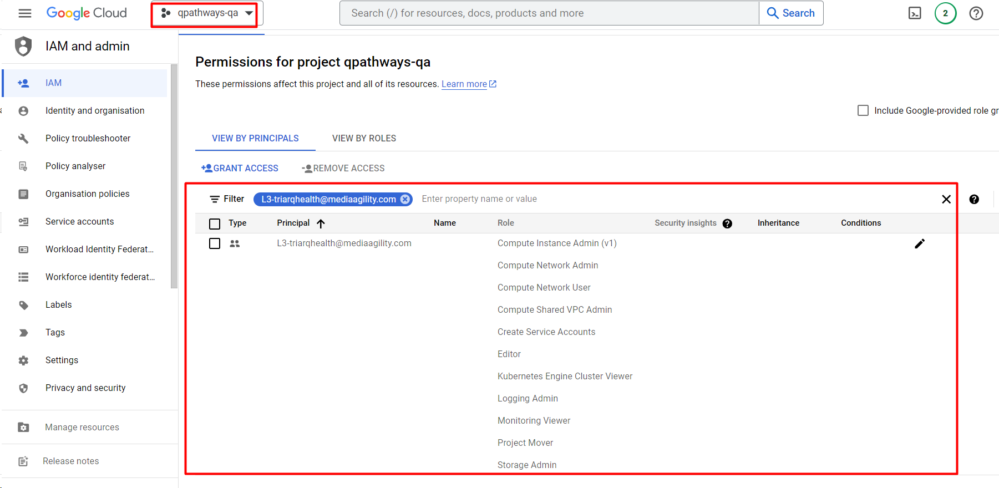 Google Cloud
qpathways-qa
Search (/) for resources, docs, products and more
Search
2
IAM and admin
IAM
Identity and organisation
Policy troubleshooter
Policy analyser
Organisation policies
Service accounts
Workload Identity Federat...
Workforce identity federat...
Labels
Tags
Settings
Privacy and security
Manage resources
Release notes
Permissions for project qpathways-qa
These permissions affect this project and all of its resources. Learn more
Include Google-provided role gr
VIEW BY PRINCIPALS VIEW BY ROLES
GRANT ACCESS REMOVE ACCESS
Filter L3-triarqhealth@mediaagility.com Enter property name or value
Type Principal Name Role Security insights Inheritance Conditions
L3-triarqhealth@mediaagility.com Compute Instance Admin (v1)
Compute Network Admin
Compute Network User
Compute Shared VPC Admin
Create Service Accounts
Editor
Kubernetes Engine Cluster Viewer
Logging Admin
Monitoring Viewer
Project Mover
Storage Admin